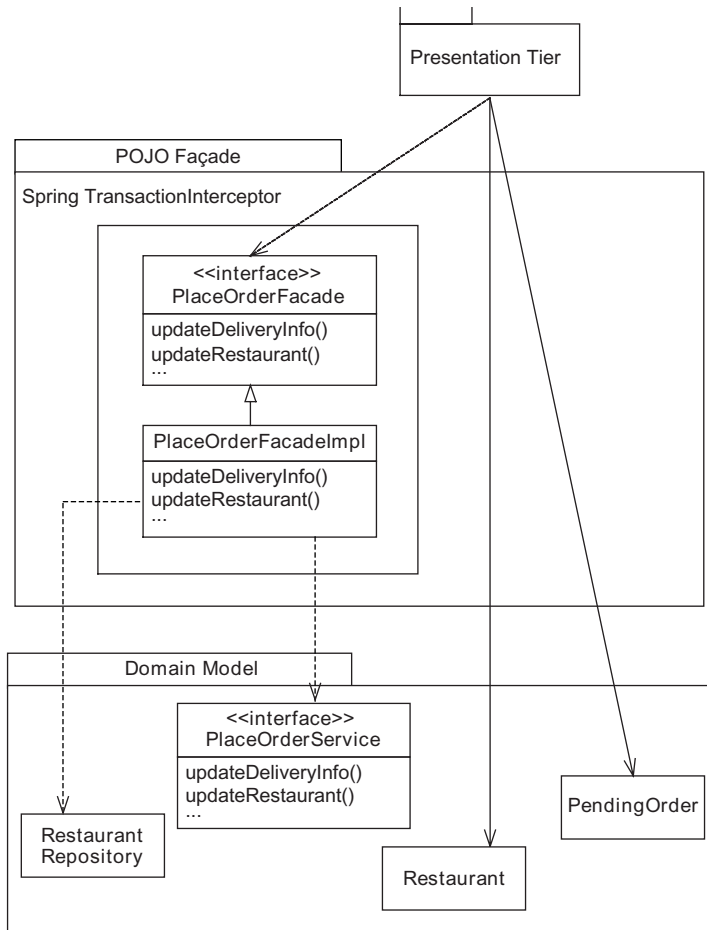 Presentation Tier
POJO Façade
Spring TransactionInterceptor
<<interface>>
PlaceOrderFacade
updateDeliveryInfo()
updateRestaurant()
...
PlaceOrderFacadeImpl
updateDeliveryInfo()
updateRestaurant()
...
Domain Model
<<interface>>
PlaceOrderService
updateDeliveryInfo()
updateRestaurant()
...
PendingOrder
Restaurant
Repository
Restaurant